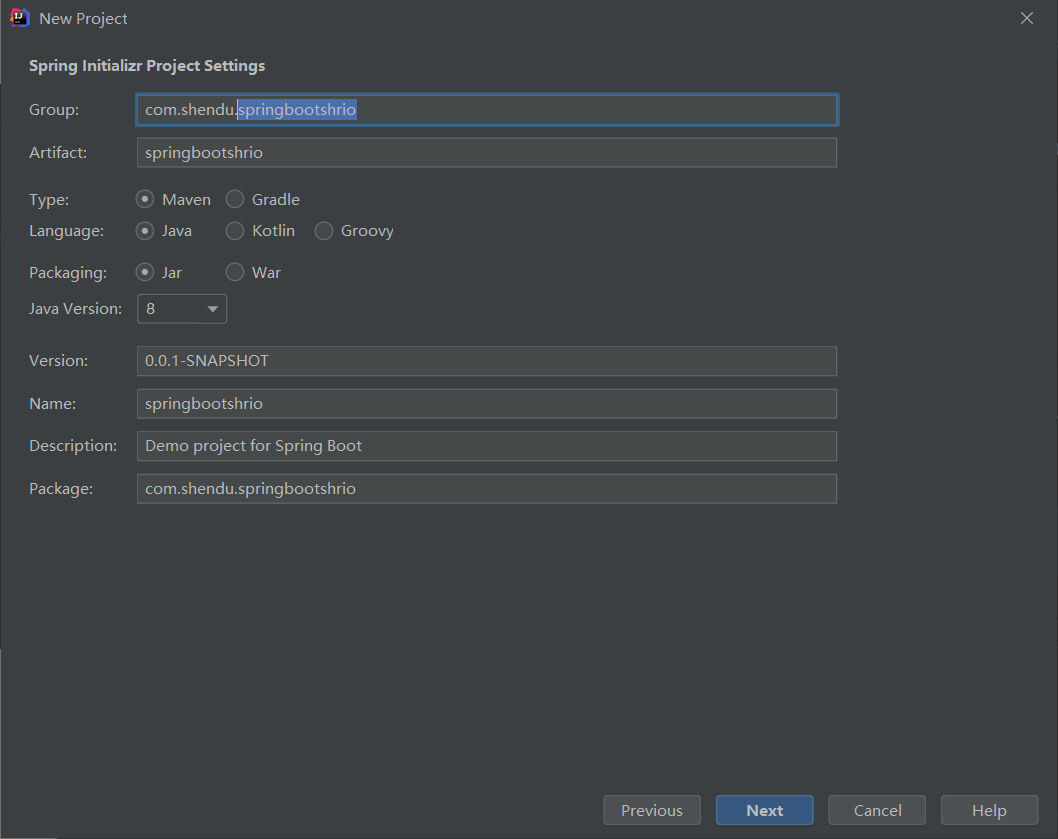 New Project
Spring Initializr Project Settings
Group: com.shendu.springbootshrio
Artifact: springbootshrio
Type: Maven Gradle
Language: Java Kotlin Groovy
Packaging: Jar War
Java Version: 8
Version: 0.0.1-SNAPSHOT
Name: springbootshrio
Description: Demo project for Spring Boot
Package: com.shendu.springbootshrio
Previous Next Cancel Help